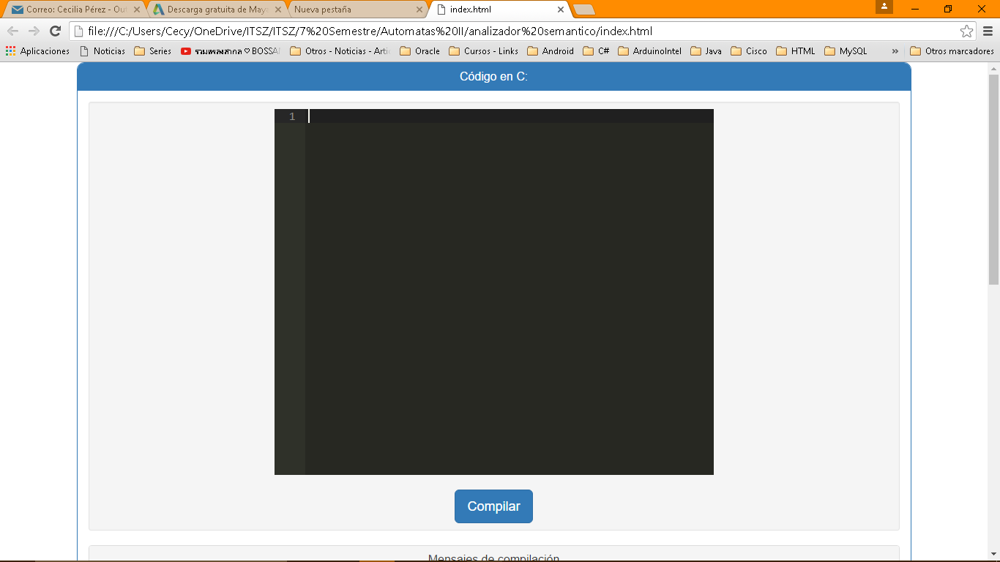 Correo: Cecilia Pérez - Out
Descarga gratuita de May
Nueva pestaña
index.html
file:///C:/Users/Cecy/OneDrive/ITSZ/ITSZ/7%20Semestre/Automatas%20II/analizador%20semantico/index.html
Aplicaciones
Noticias
Series
รวมเพลงสากล ♡ BOSSAN
Otros - Noticias - Artic
Oracle
Cursos - Links
Android
C#
ArduinoIntel
Java
Cisco
HTML
MySQL
»
Otros marcadores
Código en C:
1
Compilar
Mensajes de compilación